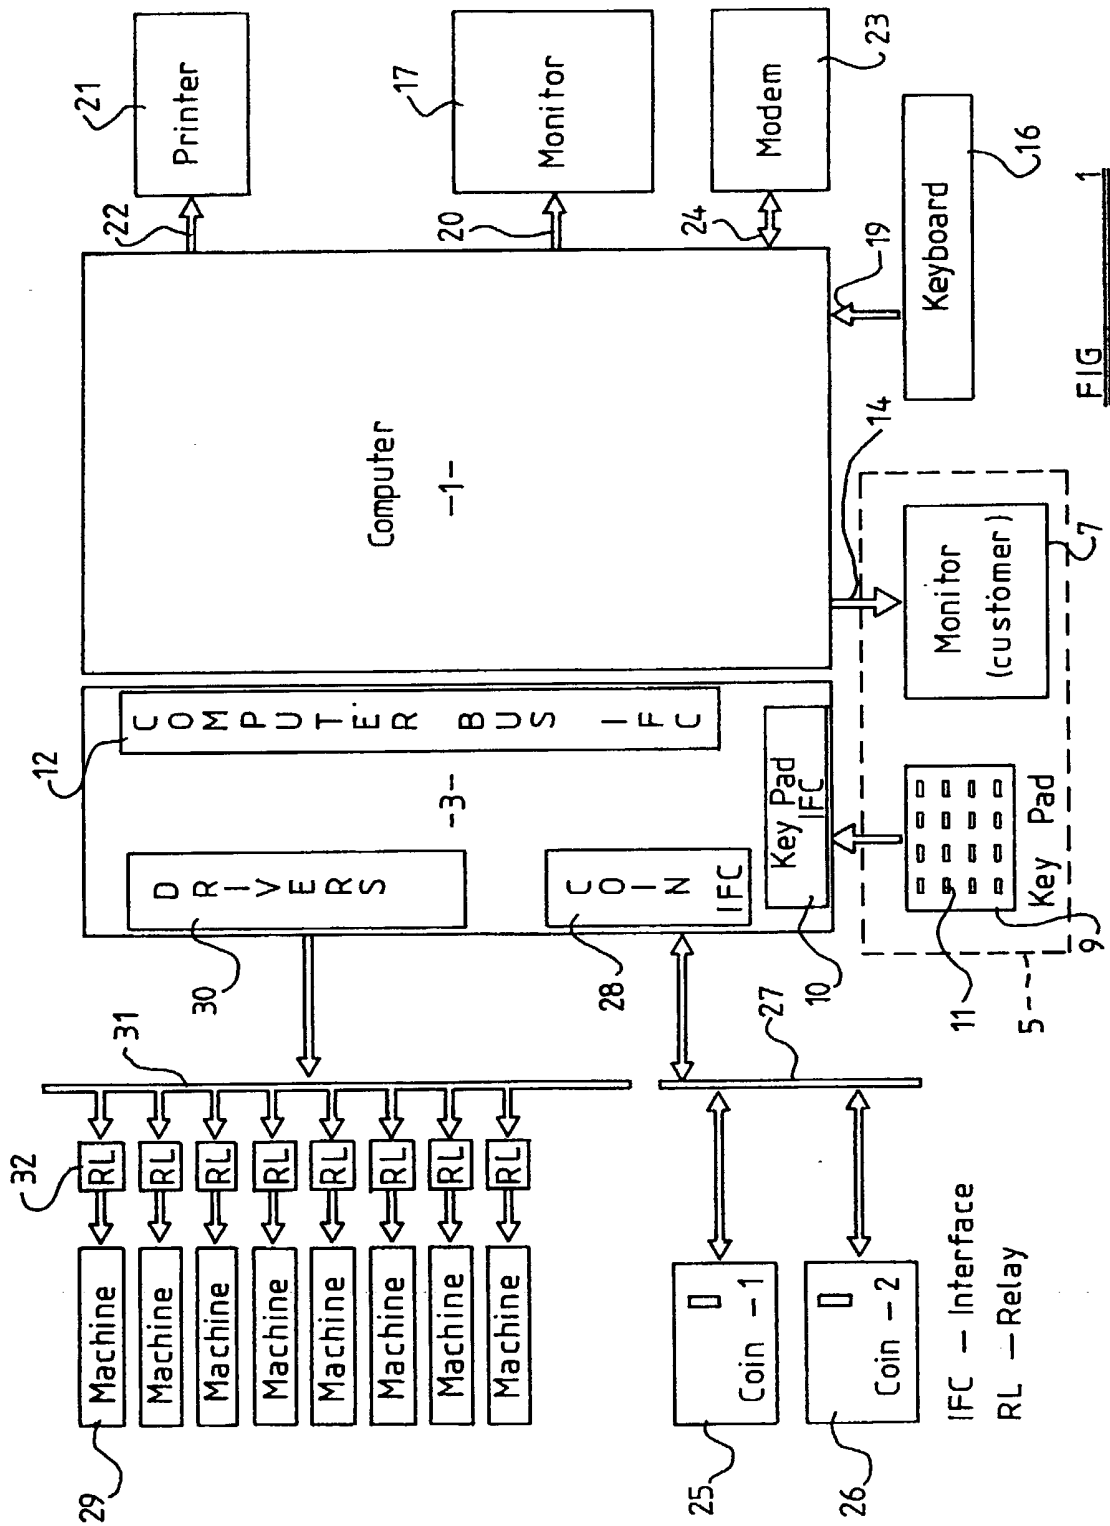 29
Machine
Machine
Machine
Machine
Machine
Machine
Machine
Machine
32
RL
RL
RL
RL
RL
RL
RL
RL
31
30
DRIVERS
12
COMPUTER BUS IFC
-3-
28
COIN
IFC
10
Key Pad
IFC
Computer
-1-
22
21
Printer
20
17
Monitor
24
23
Modem
19
16
Keyboard
14
25
Coin - 1
26
Coin - 2
27
5
11
9
Key Pad
Monitor
(customer)
7
IFC — Interface
RL — Relay
FIG 1